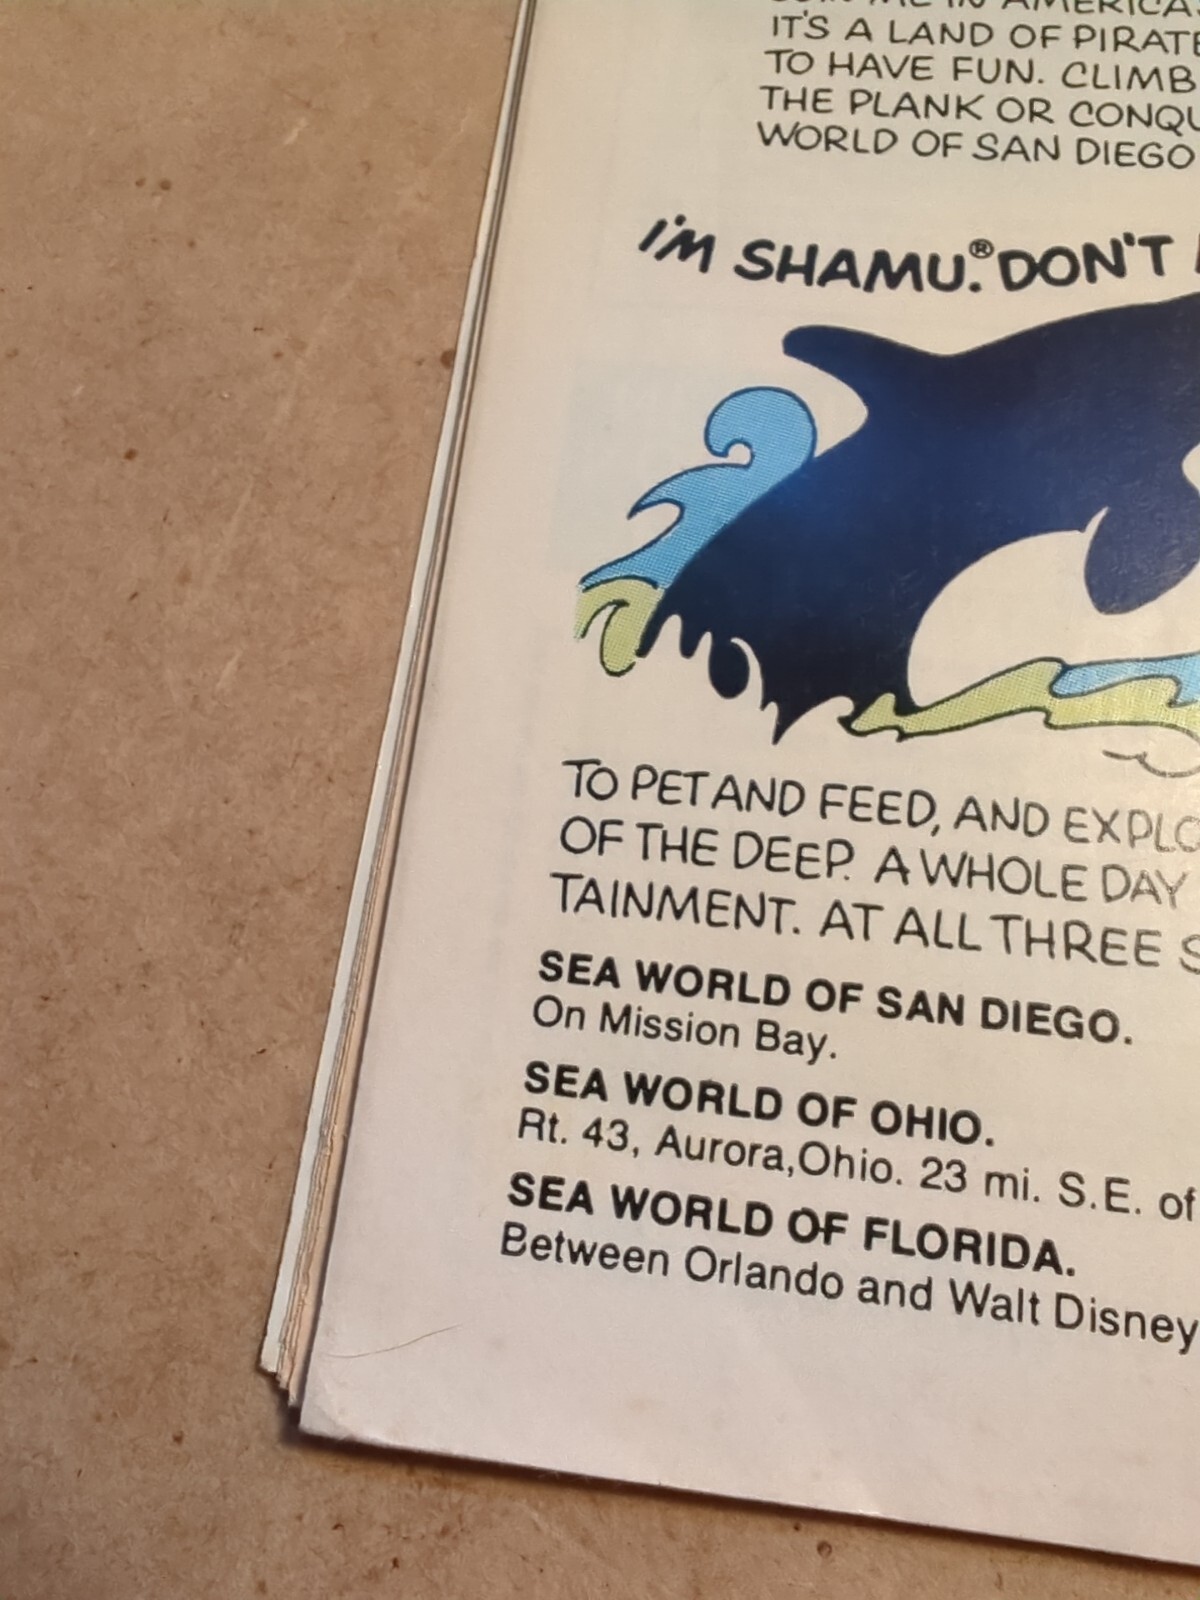 IN AMERICA
IT'S A LAND OF PIRATE
TO HAVE FUN. CLIMB
THE PLANK OR CONQU
WORLD OF SAN DIEGO
I'M SHAMU.® DON'T
TO PET AND FEED, AND EXPLO
OF THE DEEP. A WHOLE DAY
TAINMENT. AT ALL THREE S
SEA WORLD OF SAN DIEGO.
On Mission Bay.
SEA WORLD OF OHIO.
Rt. 43, Aurora,Ohio. 23 mi. S.E. of
SEA WORLD OF FLORIDA.
Between Orlando and Walt Disney